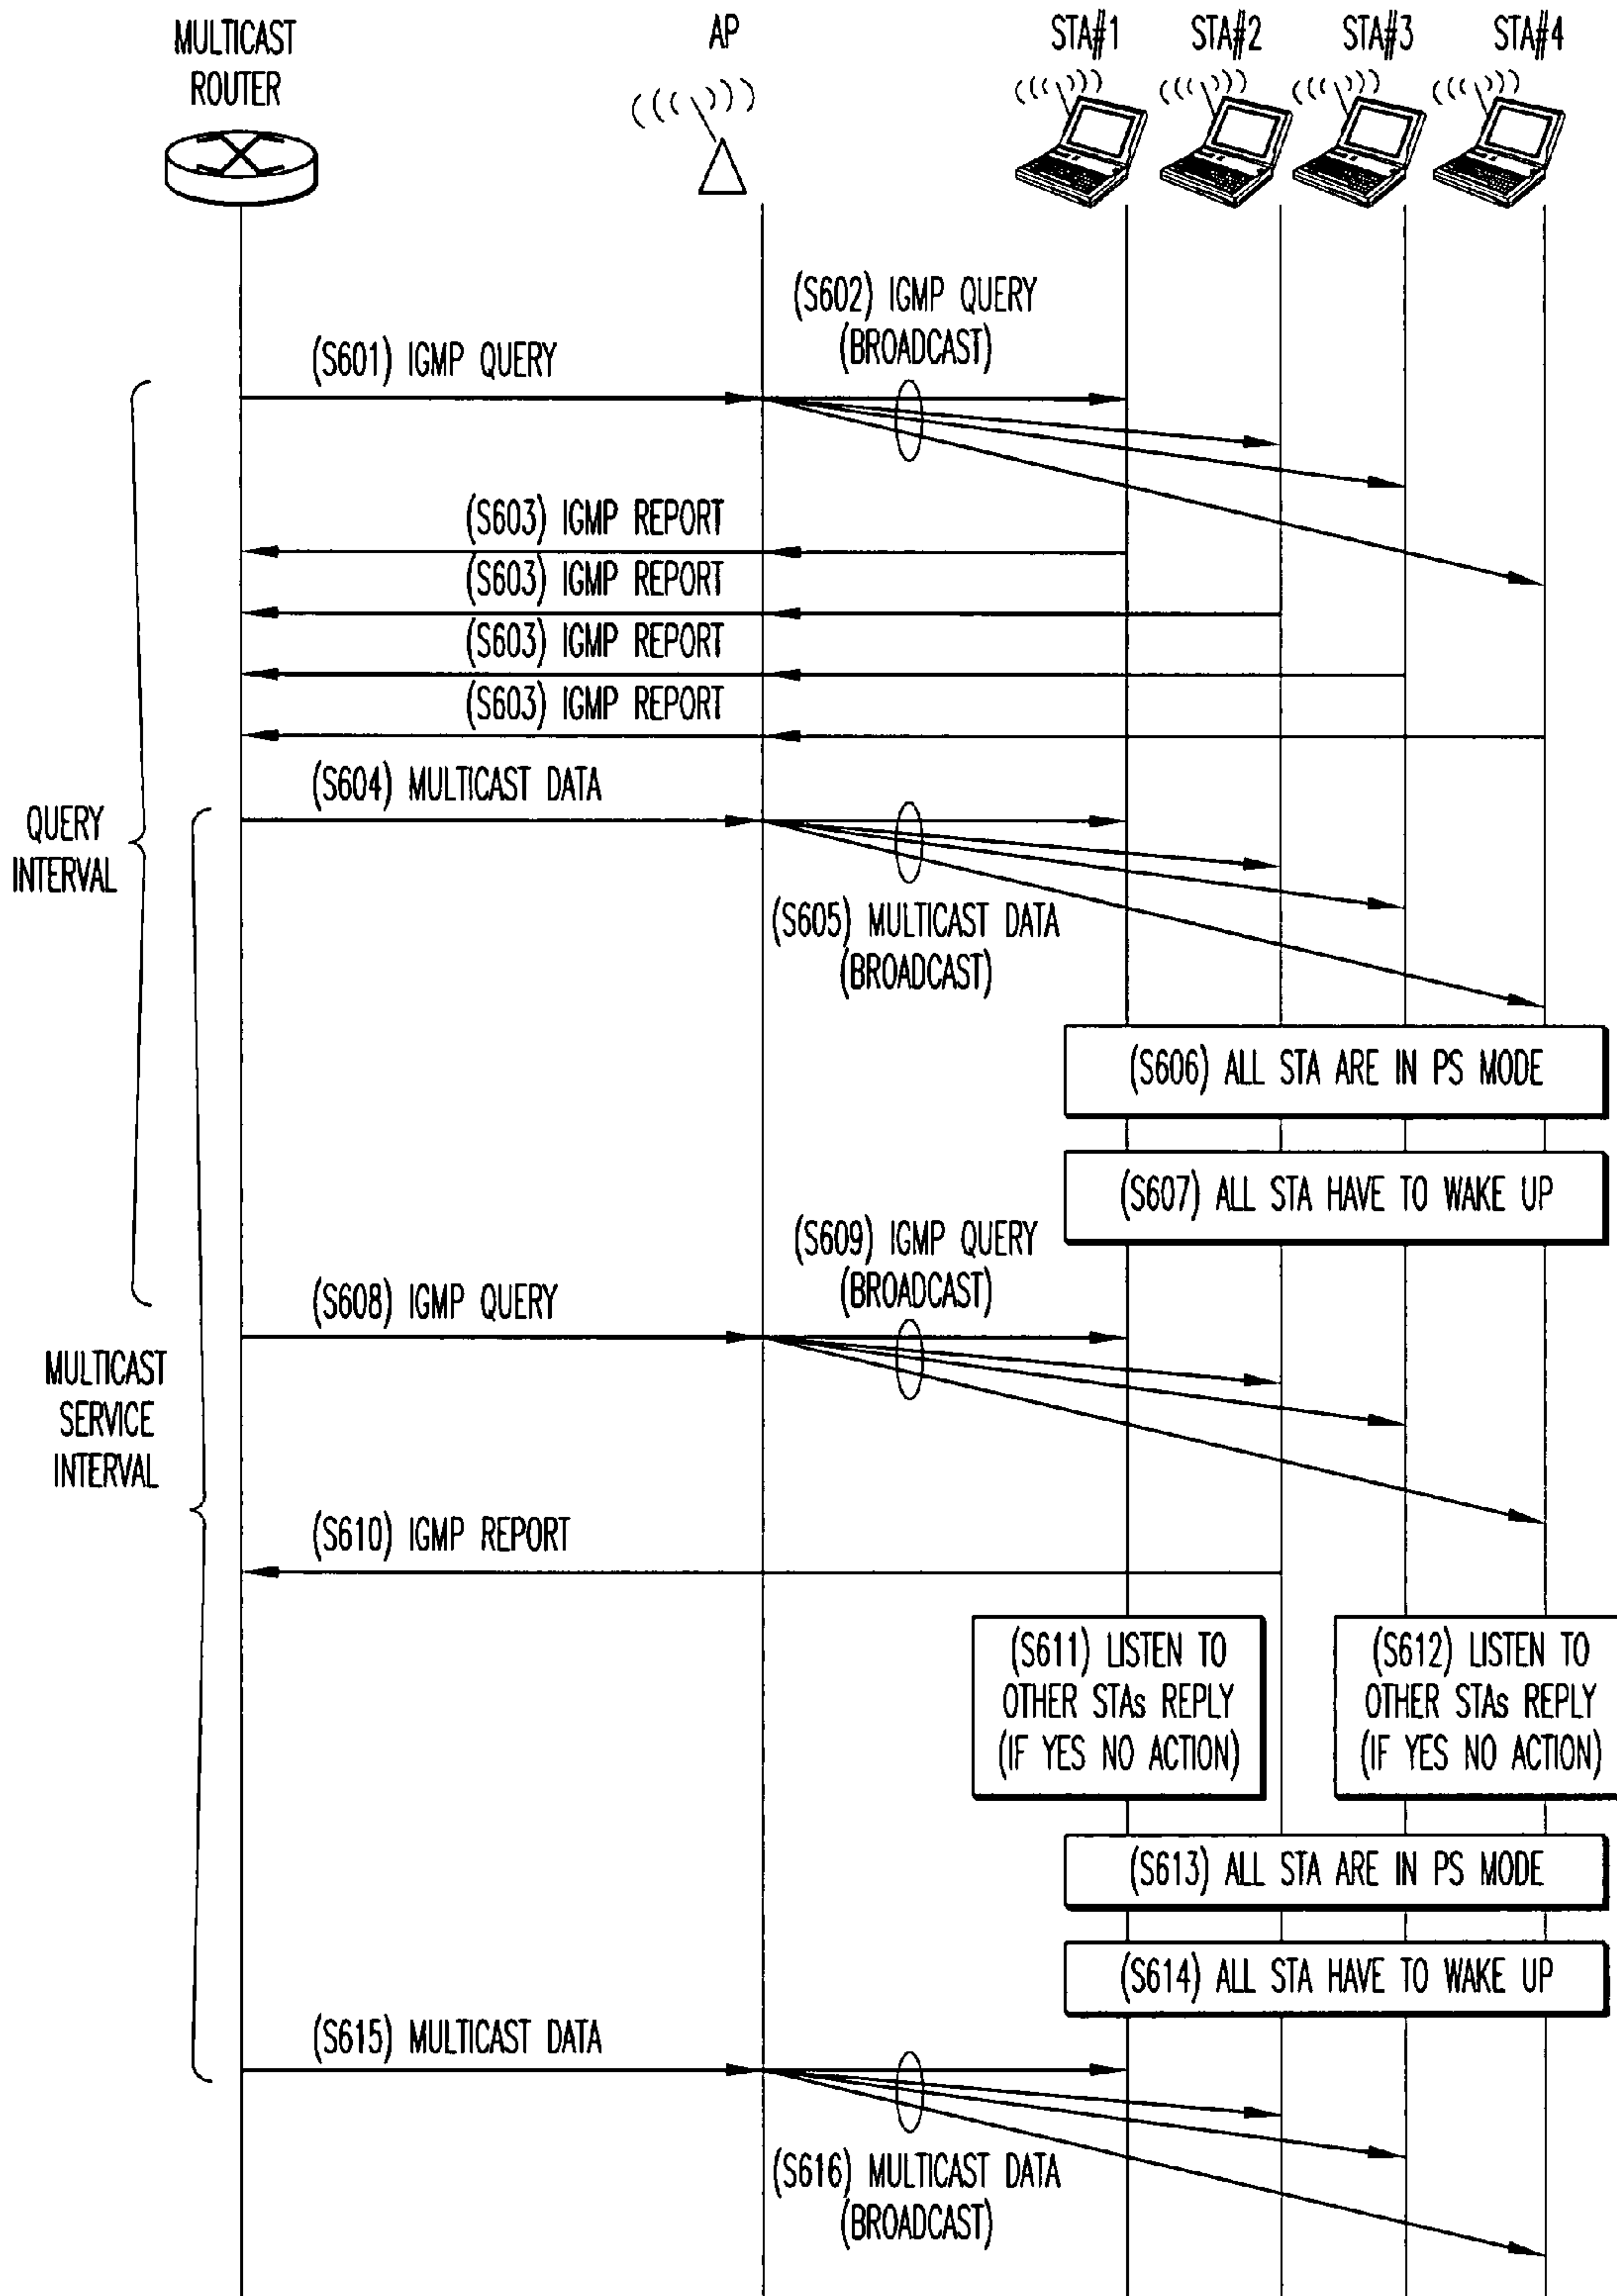 MULTICAST
ROUTER
AP
STA#1
STA#2
STA#3
STA#4
(S602) IGMP QUERY
(BROADCAST)
(S601) IGMP QUERY
(S603) IGMP REPORT
(S603) IGMP REPORT
(S603) IGMP REPORT
(S603) IGMP REPORT
(S604) MULTICAST DATA
QUERY
INTERVAL
(S605) MULTICAST DATA
(BROADCAST)
(S606) ALL STA ARE IN PS MODE
(S607) ALL STA HAVE TO WAKE UP
(S609) IGMP QUERY
(BROADCAST)
(S608) IGMP QUERY
MULTICAST
SERVICE
INTERVAL
(S610) IGMP REPORT
(S611) LISTEN TO
OTHER STAs REPLY
(IF YES NO ACTION)
(S612) LISTEN TO
OTHER STAs REPLY
(IF YES NO ACTION)
(S613) ALL STA ARE IN PS MODE
(S614) ALL STA HAVE TO WAKE UP
(S615) MULTICAST DATA
(S616) MULTICAST DATA
(BROADCAST)